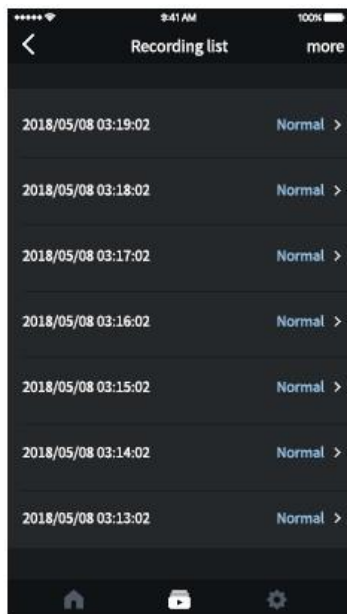 9:41 AM 100%
Recording list more
2018/05/08 03:19:02 Normal >
2018/05/08 03:18:02 Normal >
2018/05/08 03:17:02 Normal >
2018/05/08 03:16:02 Normal >
2018/05/08 03:15:02 Normal >
2018/05/08 03:14:02 Normal >
2018/05/08 03:13:02 Normal >